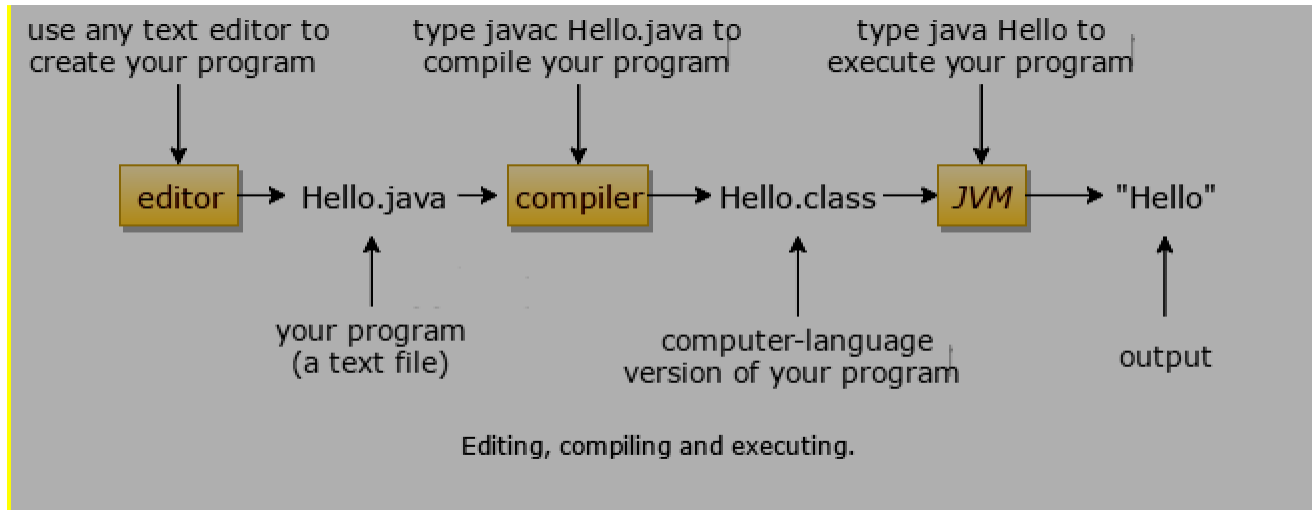 use any text editor to
create your program
type javac Hello.java to
compile your program
type java Hello to
execute your program
editor
Hello.java
compiler
Hello.class
JVM
"Hello"
your program
(a text file)
computer-language
version of your program
output
Editing, compiling and executing.